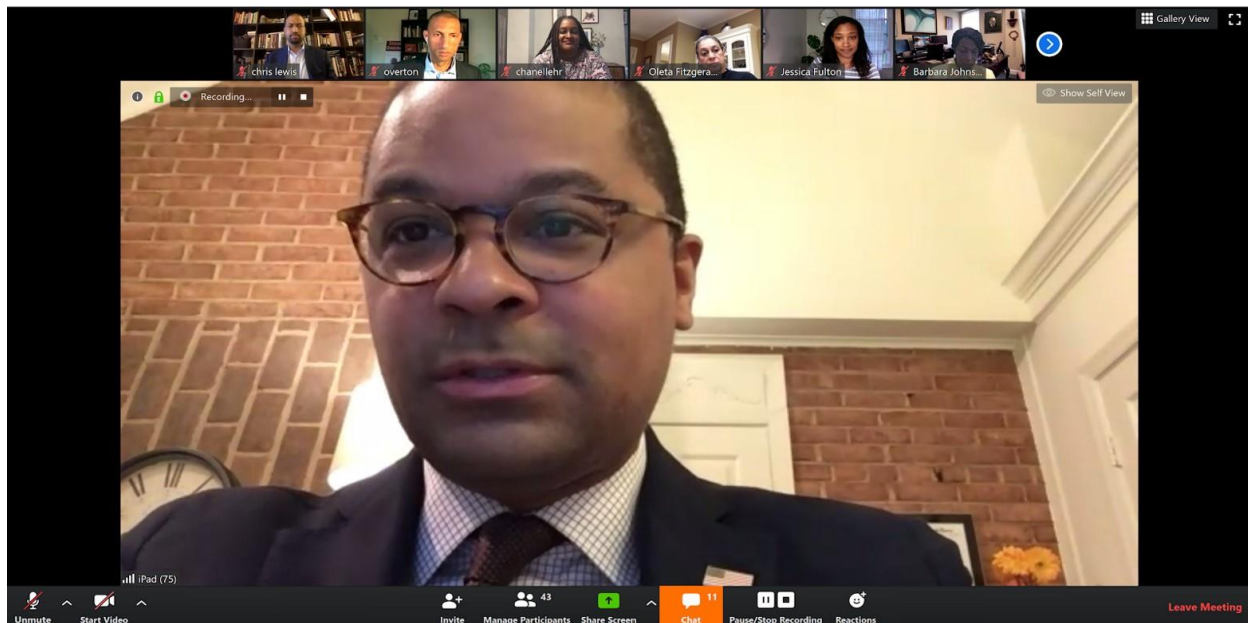 chris lewis
overton
chanellehr
Oleta Fitzgera...
Jessica Fulton
Barbara Johns...
Gallery View
Recording...
Show Self View
iPad (75)
Unmute
Start Video
Invite
43
Manage Participants
Share Screen
11
Chat
Pause/Stop Recording
Reactions
Leave Meeting